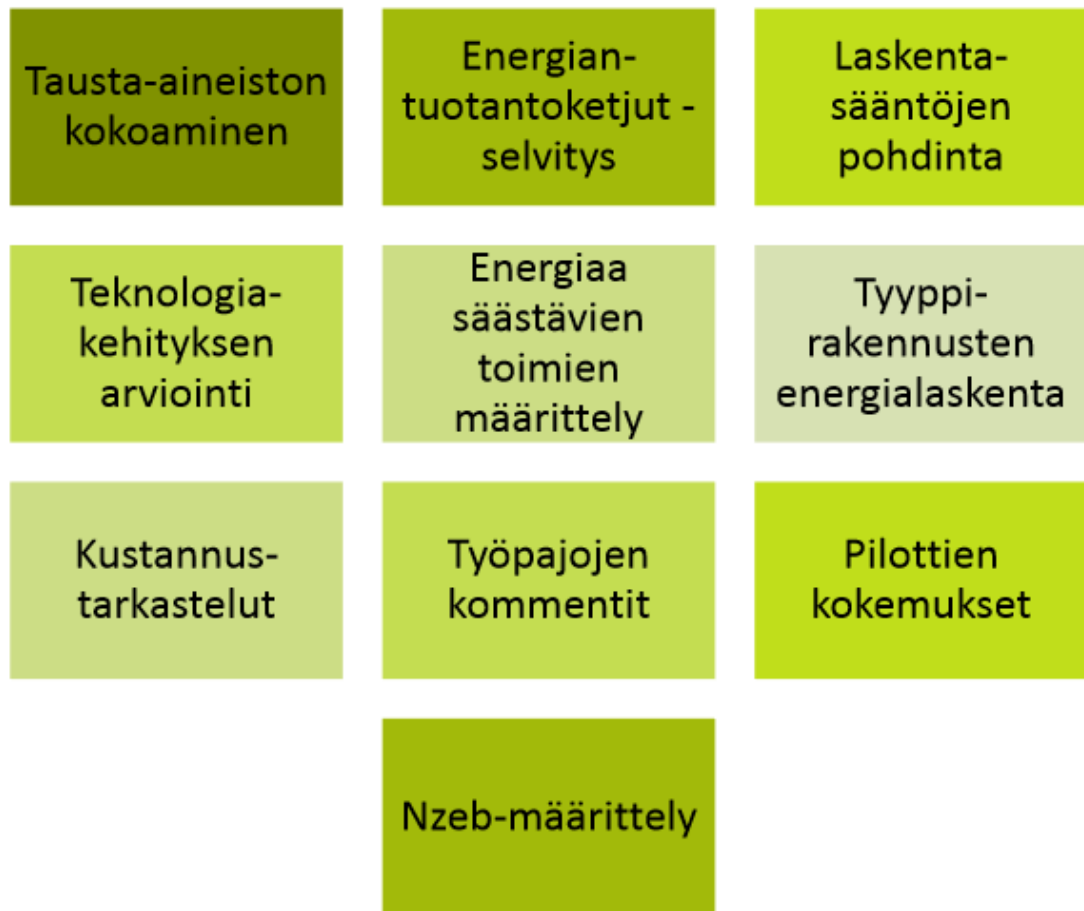 Tausta-aineiston
kokoaminen
Energian-
tuotantoketjut -
selvitys
Laskenta-
sääntöjen
pohdinta
Teknologia-
kehityksen
arviointi
Energiaa
säästävien
toimien
määrittely
Tyyppi-
rakennusten
energialaskenta
Kustannus-
tarkastelut
Työpajojen
kommentit
Pilottien
kokemukset
Nzeb-määrittely